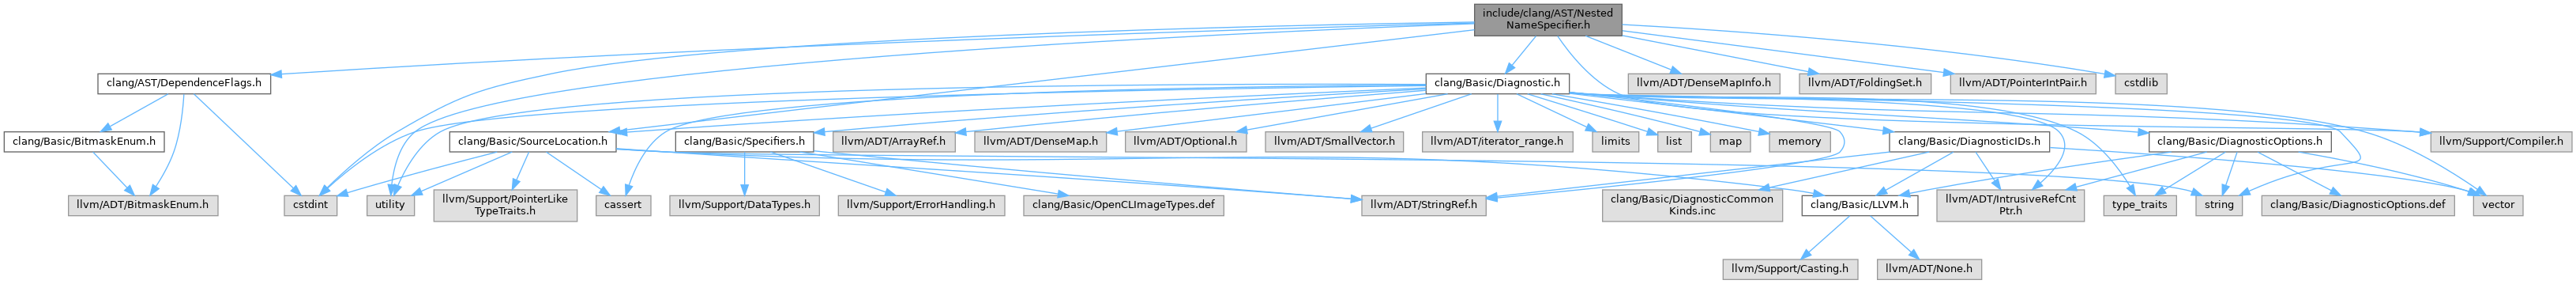 include/clang/AST/Nested
NameSpecifier.h
clang/AST/DependenceFlags.h
clang/Basic/Diagnostic.h
llvm/ADT/DenseMapInfo.h
llvm/ADT/FoldingSet.h
llvm/ADT/PointerIntPair.h
cstdlib
clang/Basic/BitmaskEnum.h
clang/Basic/SourceLocation.h
clang/Basic/Specifiers.h
llvm/ADT/ArrayRef.h
llvm/ADT/DenseMap.h
llvm/ADT/Optional.h
llvm/ADT/SmallVector.h
llvm/ADT/iterator_range.h
limits
list
map
memory
clang/Basic/DiagnosticIDs.h
clang/Basic/DiagnosticOptions.h
llvm/Support/Compiler.h
llvm/ADT/BitmaskEnum.h
cstdint
utility
llvm/Support/PointerLike
TypeTraits.h
cassert
llvm/Support/DataTypes.h
llvm/Support/ErrorHandling.h
clang/Basic/OpenCLImageTypes.def
llvm/ADT/StringRef.h
clang/Basic/DiagnosticCommon
Kinds.inc
clang/Basic/LLVM.h
llvm/ADT/IntrusiveRefCnt
Ptr.h
type_traits
string
clang/Basic/DiagnosticOptions.def
vector
llvm/Support/Casting.h
llvm/ADT/None.h